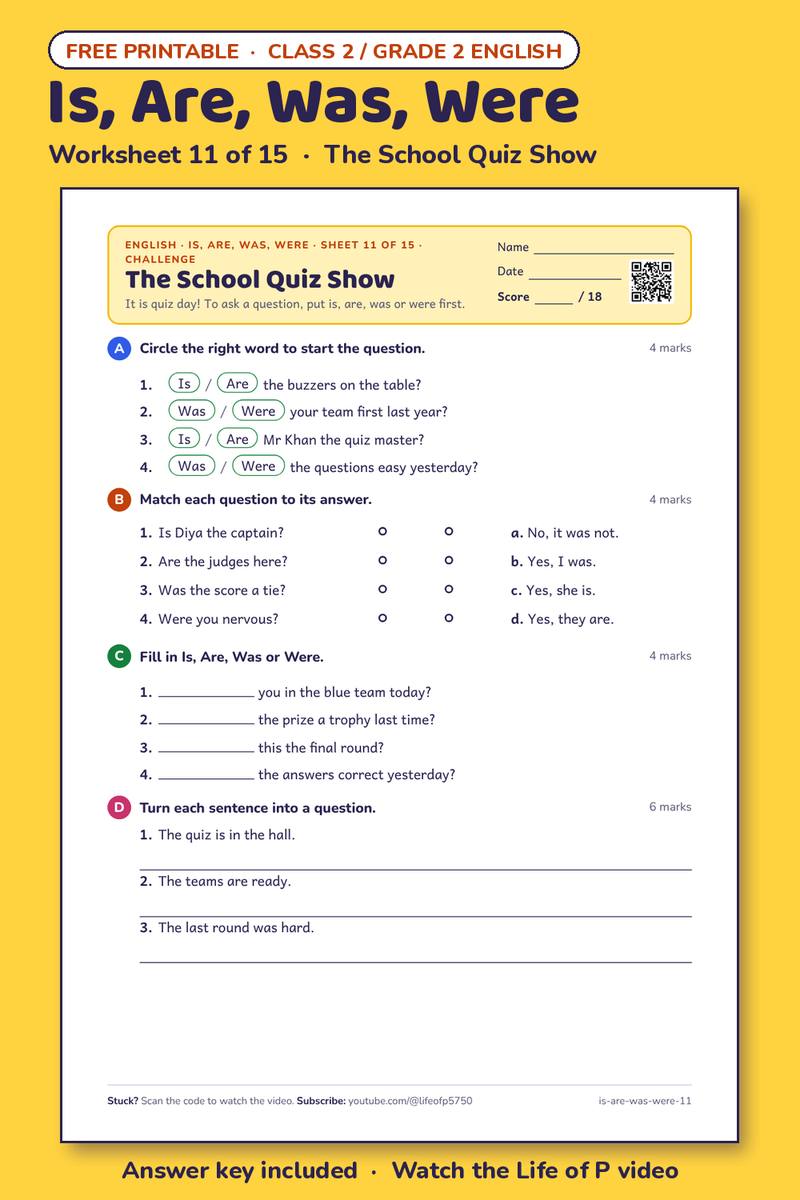 FREE PRINTABLE · CLASS 2 / GRADE 2 ENGLISH
Is, Are, Was, Were
Worksheet 11 of 15 · The School Quiz Show
ENGLISH · IS, ARE, WAS, WERE · SHEET 11 OF 15 ·
CHALLENGE
The School Quiz Show
It is quiz day! To ask a question, put is, are, was or were first.
Name ____________
Date ____________
Score ______ / 18
A Circle the right word to start the question. 4 marks
1. Is / Are the buzzers on the table?
2. Was / Were your team first last year?
3. Is / Are Mr Khan the quiz master?
4. Was / Were the questions easy yesterday?
B Match each question to its answer. 4 marks
1. Is Diya the captain? a. No, it was not.
2. Are the judges here? b. Yes, I was.
3. Was the score a tie? c. Yes, she is.
4. Were you nervous? d. Yes, they are.
C Fill in Is, Are, Was or Were. 4 marks
1. ____________ you in the blue team today?
2. ____________ the prize a trophy last time?
3. ____________ this the final round?
4. ____________ the answers correct yesterday?
D Turn each sentence into a question. 6 marks
1. The quiz is in the hall.
2. The teams are ready.
3. The last round was hard.
Stuck? Scan the code to watch the video. Subscribe: youtube.com/@lifeofp5750 is-are-was-were-11
Answer key included · Watch the Life of P video